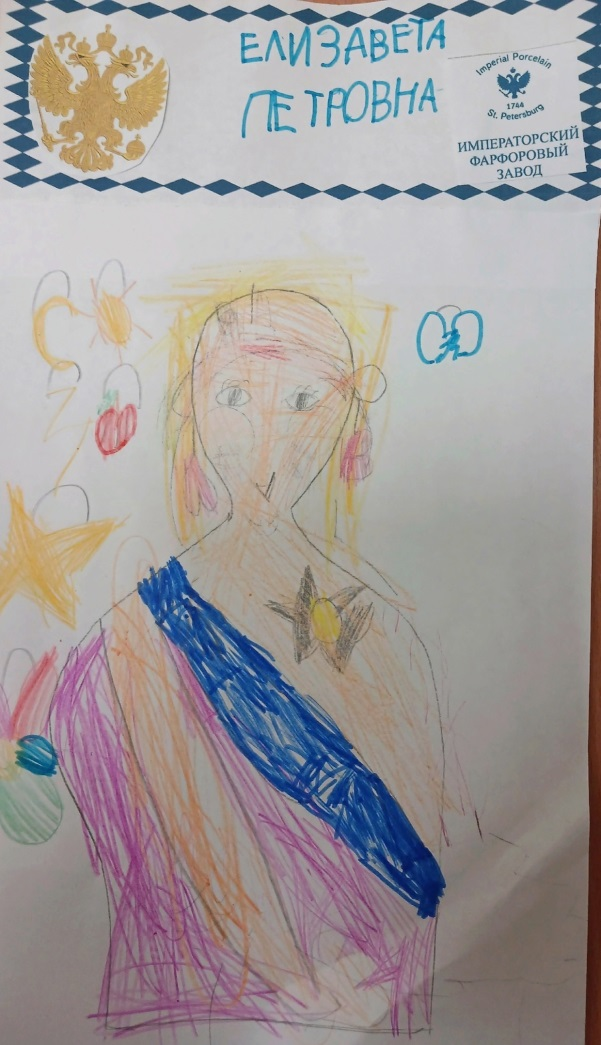 ЕЛИЗАВЕТА
ПЕТРОВНА
Imperial Porcelain
1744
St. Petersburg
ИМПЕРАТОРСКИЙ
ФАРФОРОВЫЙ
ЗАВОД